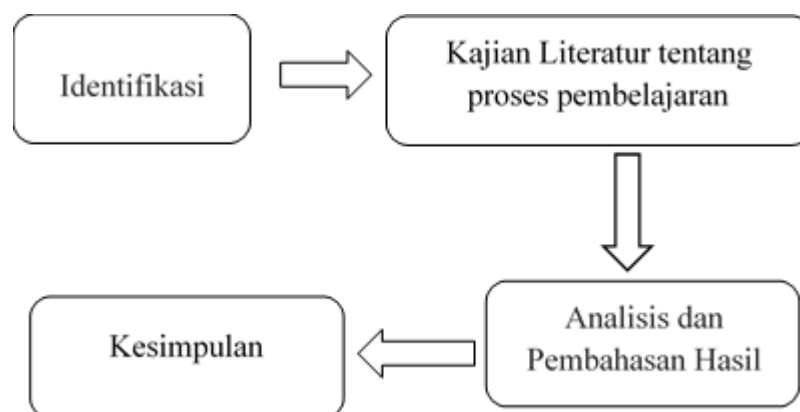 Identifikasi
Kajian Literatur tentang
proses pembelajaran
Analisis dan
Pembahasan Hasil
Kesimpulan